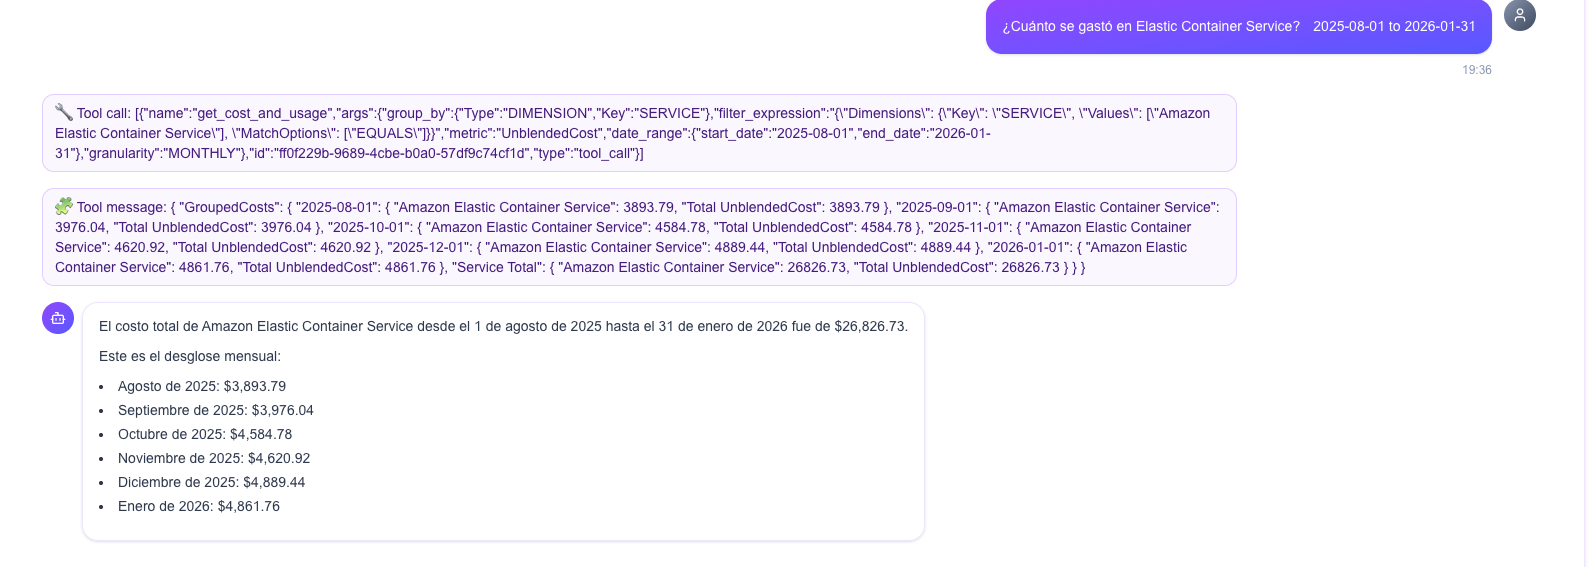 ¿Cuánto se gastó en Elastic Container Service? 2025-08-01 to 2026-01-31
19:36
Tool call: [{"name":"get_cost_and_usage","args":{"group_by":{"Type":"DIMENSION","Key":"SERVICE"},"filter_expression":"{\"Dimensions\": {\"Key\": \"SERVICE\", \"Values\": [\"Amazon
Elastic Container Service\"], \"MatchOptions\": [\"EQUALS\"]}}","metric":"UnblendedCost","date_range":{"start_date":"2025-08-01","end_date":"2026-01-
31"},"granularity":"MONTHLY"},"id":"ff0f229b-9689-4cbe-b0a0-57df9c74cf1d","type":"tool_call"}]
Tool message: { "GroupedCosts": { "2025-08-01": { "Amazon Elastic Container Service": 3893.79, "Total UnblendedCost": 3893.79 }, "2025-09-01": { "Amazon Elastic Container Service":
3976.04, "Total UnblendedCost": 3976.04 }, "2025-10-01": { "Amazon Elastic Container Service": 4584.78, "Total UnblendedCost": 4584.78 }, "2025-11-01": { "Amazon Elastic Container
Service": 4620.92, "Total UnblendedCost": 4620.92 }, "2025-12-01": { "Amazon Elastic Container Service": 4889.44, "Total UnblendedCost": 4889.44 }, "2026-01-01": { "Amazon Elastic
Container Service": 4861.76, "Total UnblendedCost": 4861.76 }, "Service Total": { "Amazon Elastic Container Service": 26826.73, "Total UnblendedCost": 26826.73 } } }
El costo total de Amazon Elastic Container Service desde el 1 de agosto de 2025 hasta el 31 de enero de 2026 fue de $26,826.73.
Este es el desglose mensual:
• Agosto de 2025: $3,893.79
• Septiembre de 2025: $3,976.04
• Octubre de 2025: $4,584.78
• Noviembre de 2025: $4,620.92
• Diciembre de 2025: $4,889.44
• Enero de 2026: $4,861.76